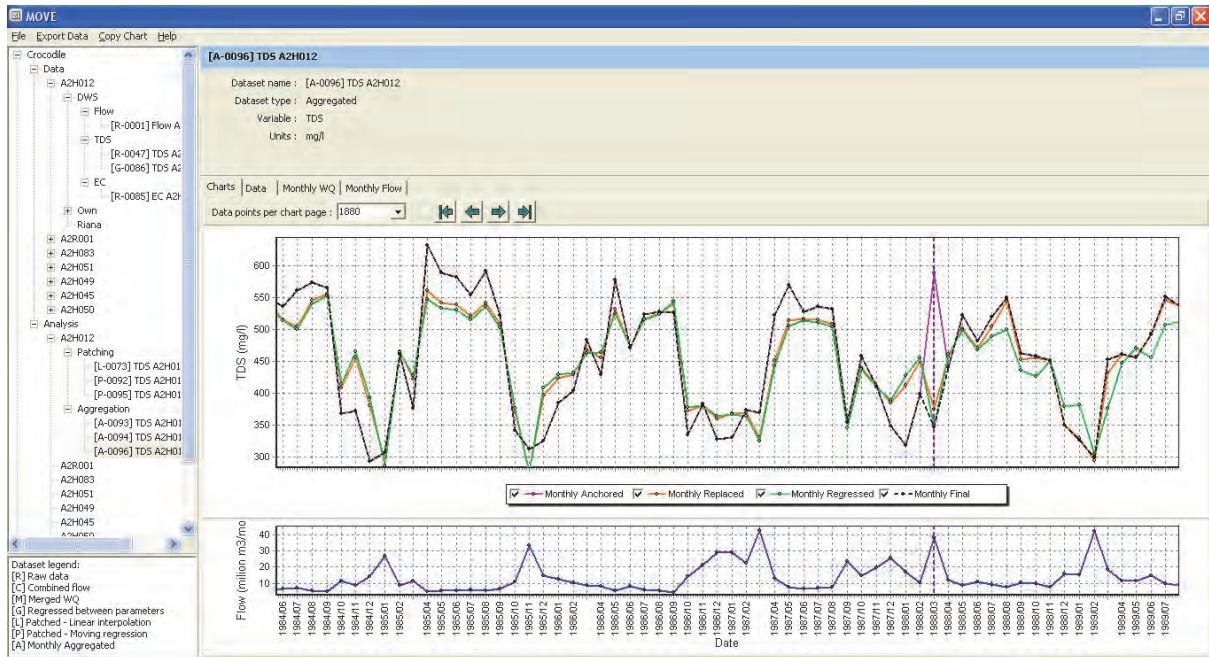 MOVE
File Export Data Copy Chart Help
Crocodile
Data
A2H012
DWS
Flow
[R-0001] Flow A
TDS
[R-0047] TDS A2
[G-0086] TDS A2
EC
[R-0085] EC A2H
Own
Riana
A2R001
A2H083
A2H051
A2H049
A2H045
A2H050
Analysis
A2H012
Patching
[L-0073] TDS A2H01
[P-0092] TDS A2H01
[P-0095] TDS A2H01
Aggregation
[A-0093] TDS A2H01
[A-0094] TDS A2H01
[A-0096] TDS A2H01
A2R001
A2H083
A2H051
A2H049
A2H045
A2H050
Dataset legend:
[R] Raw data
[C] Combined flow
[M] Merged WQ
[G] Regressed between parameters
[L] Patched - Linear interpolation
[P] Patched - Moving regression
[A] Monthly Aggregated
[A-0096] TDS A2H012
Dataset name : [A-0096] TDS A2H012
Dataset type : Aggregated
Variable : TDS
Units : mg/l
Charts Data Monthly WQ Monthly Flow
Data points per chart page : 1880
TDS (mg/l)
600
550
500
450
400
350
300
Monthly Anchored Monthly Replaced Monthly Regressed Monthly Final
Flow (million m3/mo
40
30
20
10
1984/06 1984/07 1984/08 1984/09 1984/10 1984/11 1984/12 1985/01 1985/02 1985/04 1985/05 1985/06 1985/07 1985/08 1985/09 1985/10 1985/11 1985/12 1986/01 1986/02 1986/04 1986/05 1986/06 1986/07 1986/08 1986/09 1986/10 1986/11 1986/12 1987/01 1987/02 1987/04 1987/05 1987/06 1987/07 1987/09 1987/10 1987/11 1987/12 1988/01 1988/02 1988/03 1988/04 1988/05 1988/06 1988/07 1988/08 1988/09 1988/10 1988/11 1988/12 1989/01 1989/02 1989/04 1989/05 1989/06 1989/07
Date